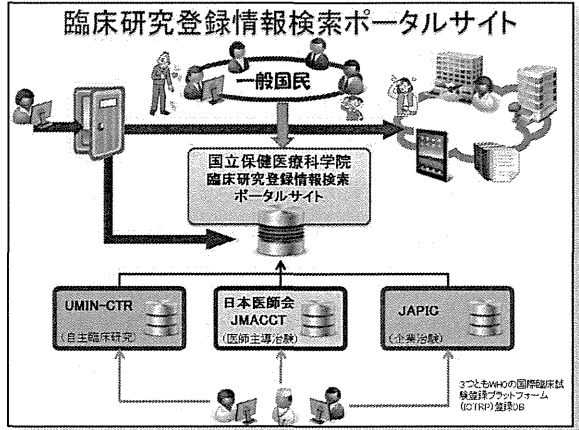 臨床研究登録情報検索ポータルサイト
一般国民
国立保健医療科学院
臨床研究登録情報検索
ポータルサイト
UMIN-CTR
(自主臨床研究)
日本医師会
JMACCT
(医師主導治験)
JAPIC
(企業治験)
3つともWHOの国際臨床試
験登録プラットフォーム
(ICTRP)登録DB